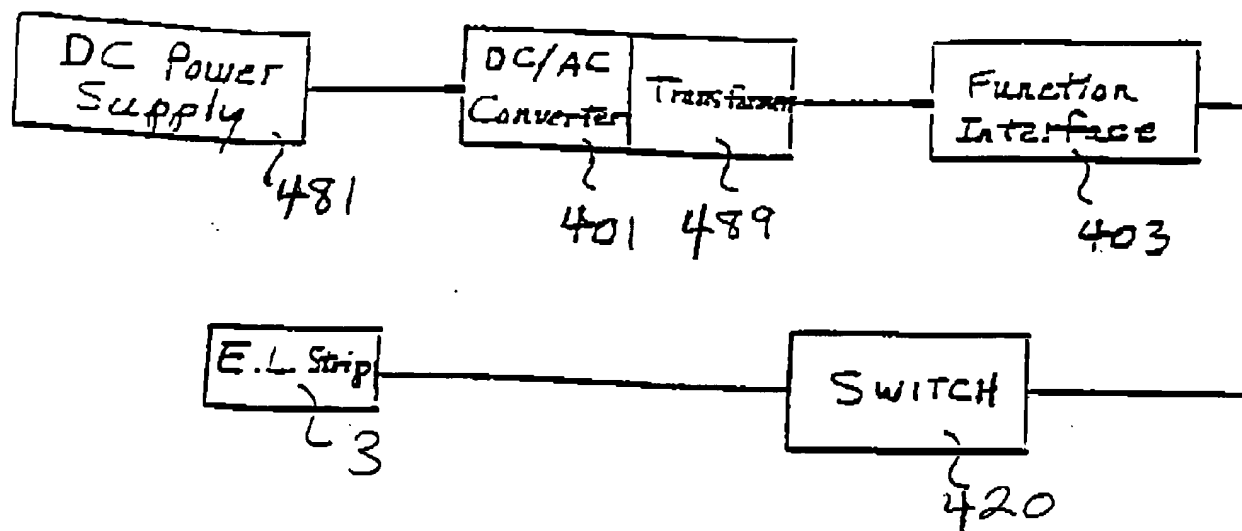 DC Power
Supply
481
DC/AC
Converter
401
Transformer
489
Function
Interface
403
E.L. Strip
3
SWITCH
420